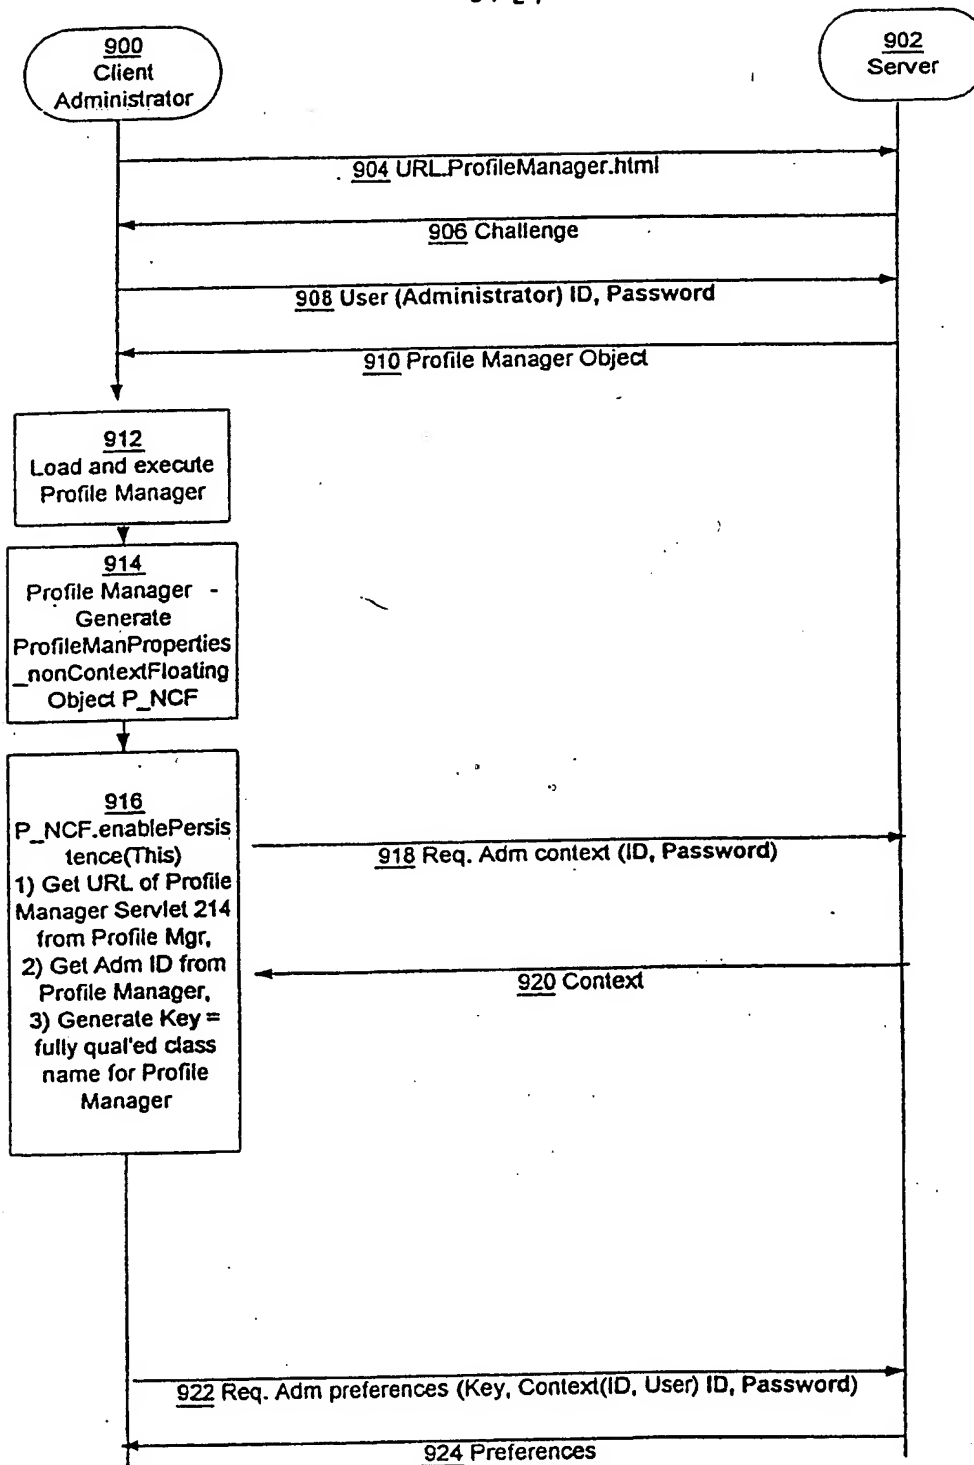 900
Client
Administrator
902
Server
904 URL.ProfileManager.html
906 Challenge
908 User (Administrator) ID, Password
910 Profile Manager Object
912
Load and execute
Profile Manager
914
Profile Manager -
Generate
ProfileManProperties
_nonContextFloating
Object P_NCF
916
P_NCF.enablePersis
tence(This)
1) Get URL of Profile
Manager Servlet 214
from Profile Mgr,
2) Get Adm ID from
Profile Manager,
3) Generate Key =
fully qual'ed class
name for Profile
Manager
918 Req. Adm context (ID, Password)
920 Context
922 Req. Adm preferences (Key, Context(ID, User) ID, Password)
924 Preferences